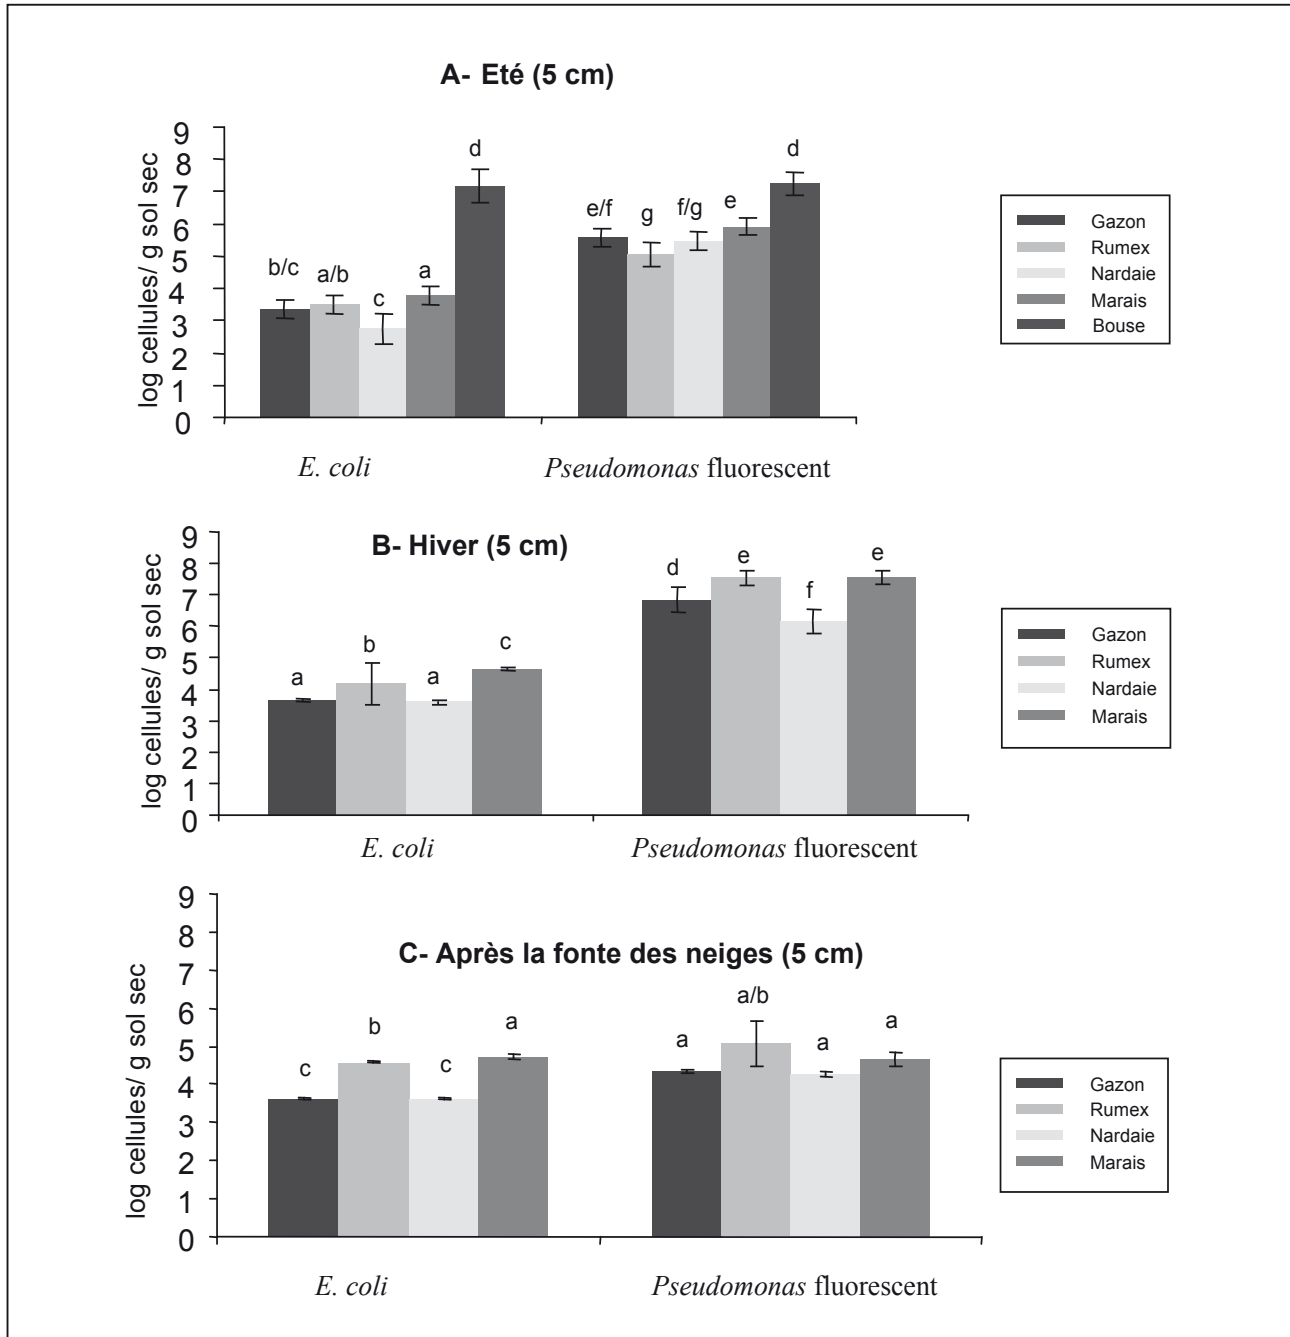 A- Eté (5 cm)
log cellules/ g sol sec
9
8
7
6
5
4
3
2
1
0
b/c a/b c a d e/f g f/g e d
E. coli Pseudomonas fluorescent
Gazon
Rumex
Nardaie
Marais
Bouse
B- Hiver (5 cm)
log cellules/ g sol sec
9
8
7
6
5
4
3
2
1
0
a b a c d e f e
E. coli Pseudomonas fluorescent
Gazon
Rumex
Nardaie
Marais
C- Après la fonte des neiges (5 cm)
log cellules/ g sol sec
9
8
7
6
5
4
3
2
1
0
c b c a a a/b a a
E. coli Pseudomonas fluorescent
Gazon
Rumex
Nardaie
Marais